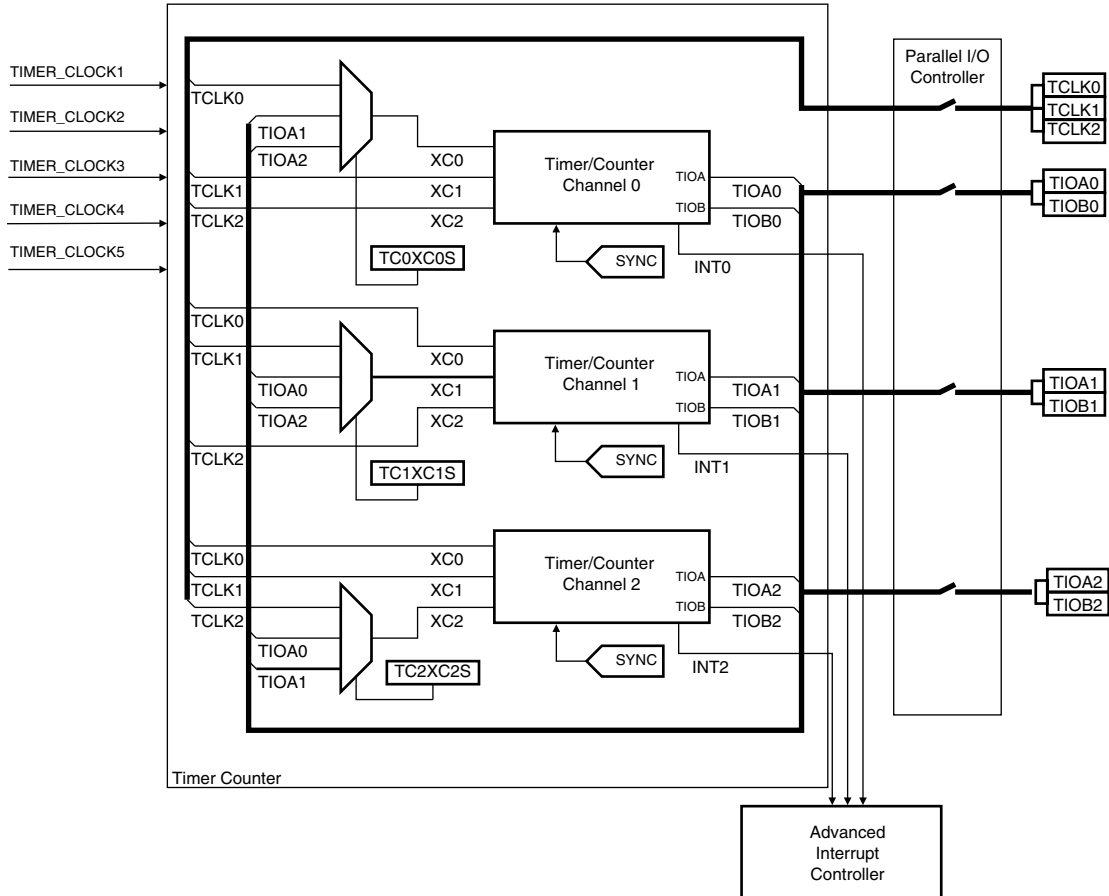 Parallel I/O
Controller
TIMER_CLOCK1
TIMER_CLOCK2
TIMER_CLOCK3
TIMER_CLOCK4
TIMER_CLOCK5
TCLK0
TIOA1
TIOA2
TCLK1
TCLK2
XC0
XC1
XC2
Timer/Counter
Channel 0
TIOA
TIOB
TIOA0
TIOB0
TC0XC0S
SYNC
INT0
TCLK0
TCLK1
TIOA0
TIOA2
TCLK2
XC0
XC1
XC2
Timer/Counter
Channel 1
TIOA
TIOB
TIOA1
TIOB1
TC1XC1S
SYNC
INT1
TCLK0
TCLK1
TCLK2
TIOA0
TIOA1
XC0
XC1
XC2
Timer/Counter
Channel 2
TIOA
TIOB
TIOA2
TIOB2
TC2XC2S
SYNC
INT2
TCLK0
TCLK1
TCLK2
TIOA0
TIOB0
TIOA1
TIOB1
TIOA2
TIOB2
Timer Counter
Advanced
Interrupt
Controller